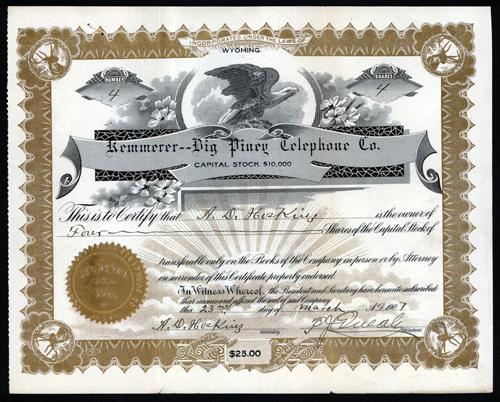 INCORPORATED UNDER THE LAWS OF
WYOMING.
NUMBER
4
SHARES
4
Kemmerer--Big Piney Telephone Co.
CAPITAL STOCK $10,000
This is to Certify that A. D. Hoskins is the owner of
Four Shares of the Capital Stock of
transferable only on the Books of the Company in person or by Attorney
on surrender of this Certificate properly endorsed.
In Witness Whereof, the President and Secretary have hereunto subscribed
their names and affixed the seal of said Company
this 23rd day of March A.D. 1907
A. D. Hoskins Secretary President
$25.00